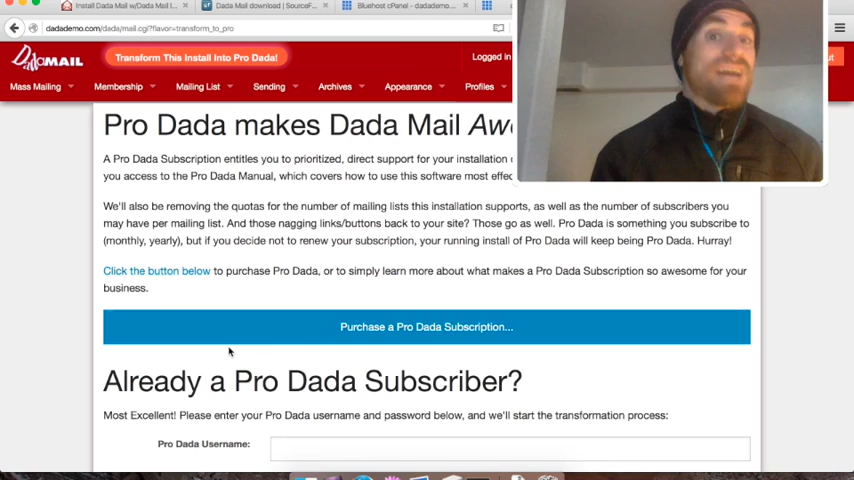 Install Dada Mail w/Dada Mail I...
Dada Mail download | SourceF...
Bluehost cPanel - dadademo....
dadademo.com/dada/mail.cgi?flavor=transform_to_pro
DadaMAIL
Transform This Install Into Pro Dada!
Logged in
ut
Mass Mailing
Membership
Mailing List
Sending
Archives
Appearance
Profiles
Pro Dada makes Dada Mail Aw
A Pro Dada Subscription entitles you to prioritized, direct support for your installation
you access to the Pro Dada Manual, which covers how to use this software most effe
We'll also be removing the quotas for the number of mailing lists this installation supports, as well as the number of subscribers you
may have per mailing list. And those nagging links/buttons back to your site? Those go as well. Pro Dada is something you subscribe to
(monthly, yearly), but if you decide not to renew your subscription, your running install of Pro Dada will keep being Pro Dada. Hurray!
Click the button below to purchase Pro Dada, or to simply learn more about what makes a Pro Dada Subscription so awesome for your
business.
Purchase a Pro Dada Subscription...
Already a Pro Dada Subscriber?
Most Excellent! Please enter your Pro Dada username and password below, and we'll start the transformation process:
Pro Dada Username: